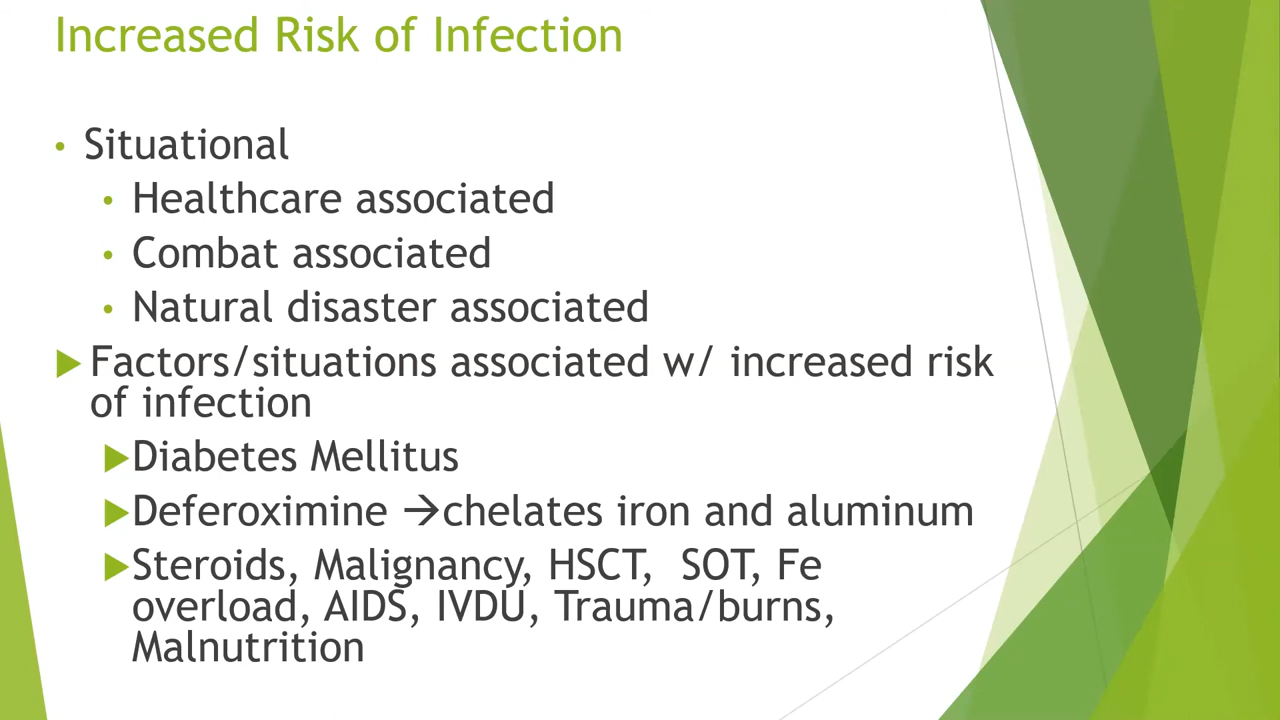 Increased Risk of Infection
• Situational
• Healthcare associated
• Combat associated
• Natural disaster associated
Factors/situations associated w/ increased risk
of infection
Diabetes Mellitus
Deferoximine →chelates iron and aluminum
Steroids, Malignancy, HSCT, SOT, Fe
overload, AIDS, IVDU, Trauma/burns,
Malnutrition